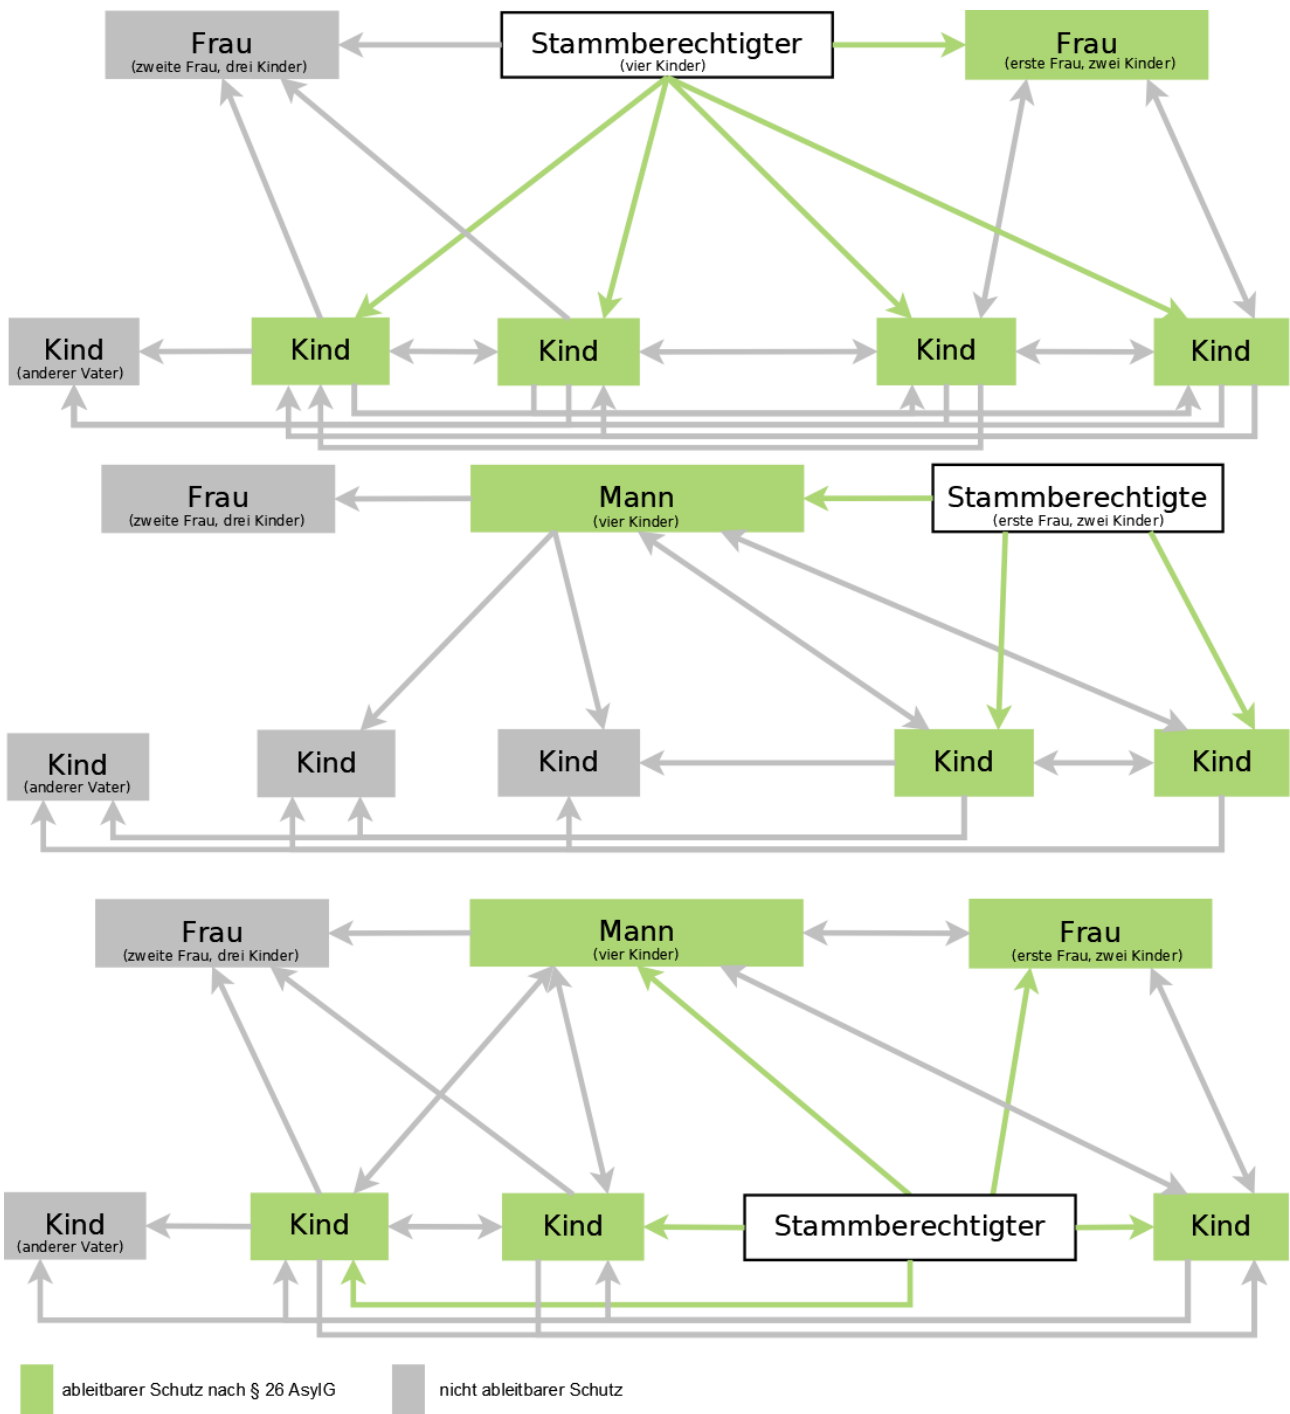 Frau
(zweite Frau, drei Kinder)
Stammberechtigter
(vier Kinder)
Frau
(erste Frau, zwei Kinder)
Kind
(anderer Vater)
Kind
Kind
Kind
Kind
Frau
(zweite Frau, drei Kinder)
Mann
(vier Kinder)
Stammberechtigte
(erste Frau, zwei Kinder)
Kind
(anderer Vater)
Kind
Kind
Kind
Kind
Frau
(zweite Frau, drei Kinder)
Mann
(vier Kinder)
Frau
(erste Frau, zwei Kinder)
Kind
(anderer Vater)
Kind
Kind
Stammberechtigter
Kind
ableitbarer Schutz nach § 26 AsylG
nicht ableitbarer Schutz